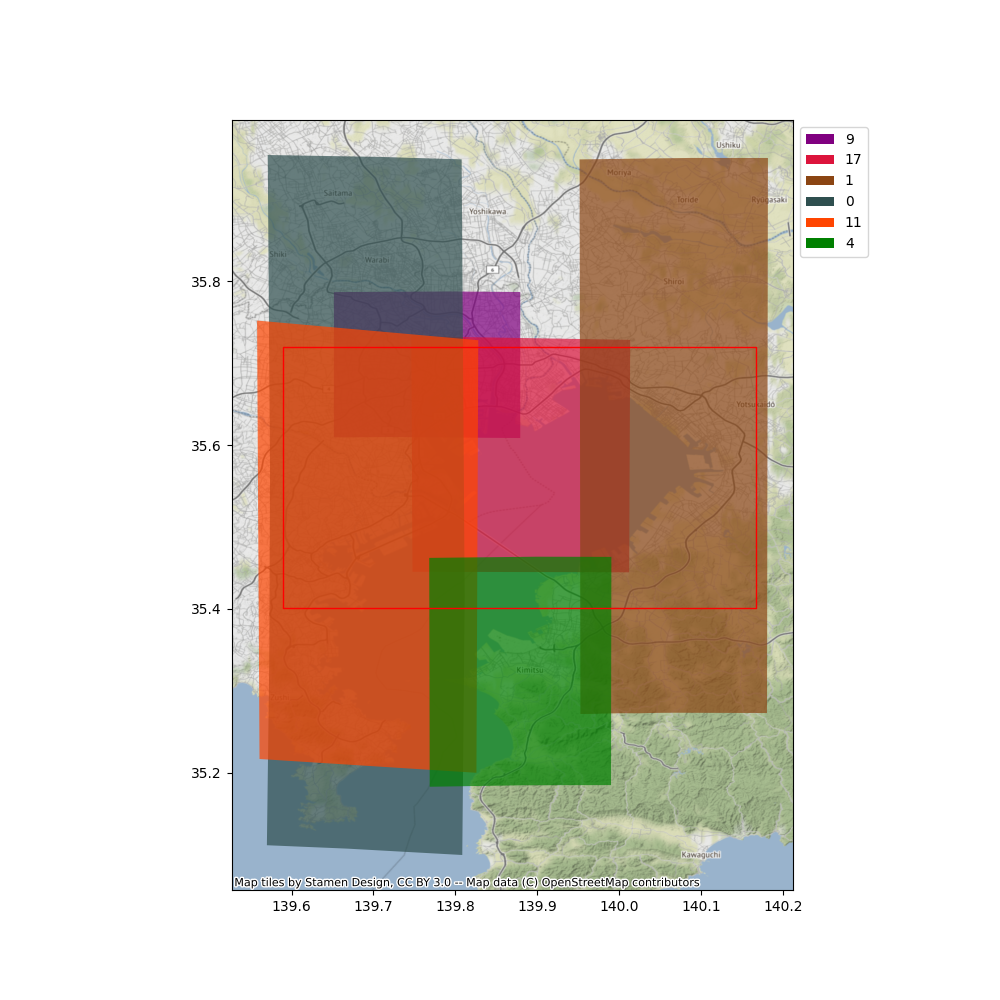 Ushiku
Moriya
Saitama
Toride
Ryugasaki
Yoshikawa
Shiki
Warabi
Shiroi
Yotsukaido
Kimitsu
Kawaguchi
Map tiles by Stamen Design, CC BY 3.0 -- Map data (C) OpenStreetMap contributors
35.8
35.6
35.4
35.2
139.6 139.7 139.8 139.9 140.0 140.1 140.2
9
17
1
0
11
4